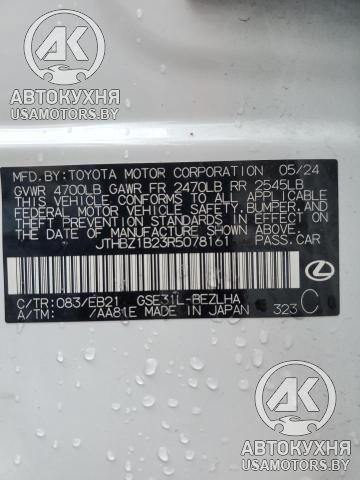 АК
АВТОКУХНЯ
USAMOTORS.BY
MFD.BY: TOYOTA MOTOR CORPORATION 05/24
GVWR 4700LB GAWR FR 2470LB RR 2545LB
THIS VEHICLE CONFORMS TO ALL APPLICABLE
FEDERAL MOTOR VEHICLE SAFETY,BUMPER,AND
THEFT PREVENTION STANDARDS IN EFFECT ON
THE DATE OF MANUFACTURE SHOWN ABOVE.
JTHBZ1B23R5078161 PASS.CAR
C/TR:083/EB21 GSE31L-BEZLHA C
A/TM: /AA81E MADE IN JAPAN 323
АК
АВТОКУХНЯ
USAMOTORS.BY